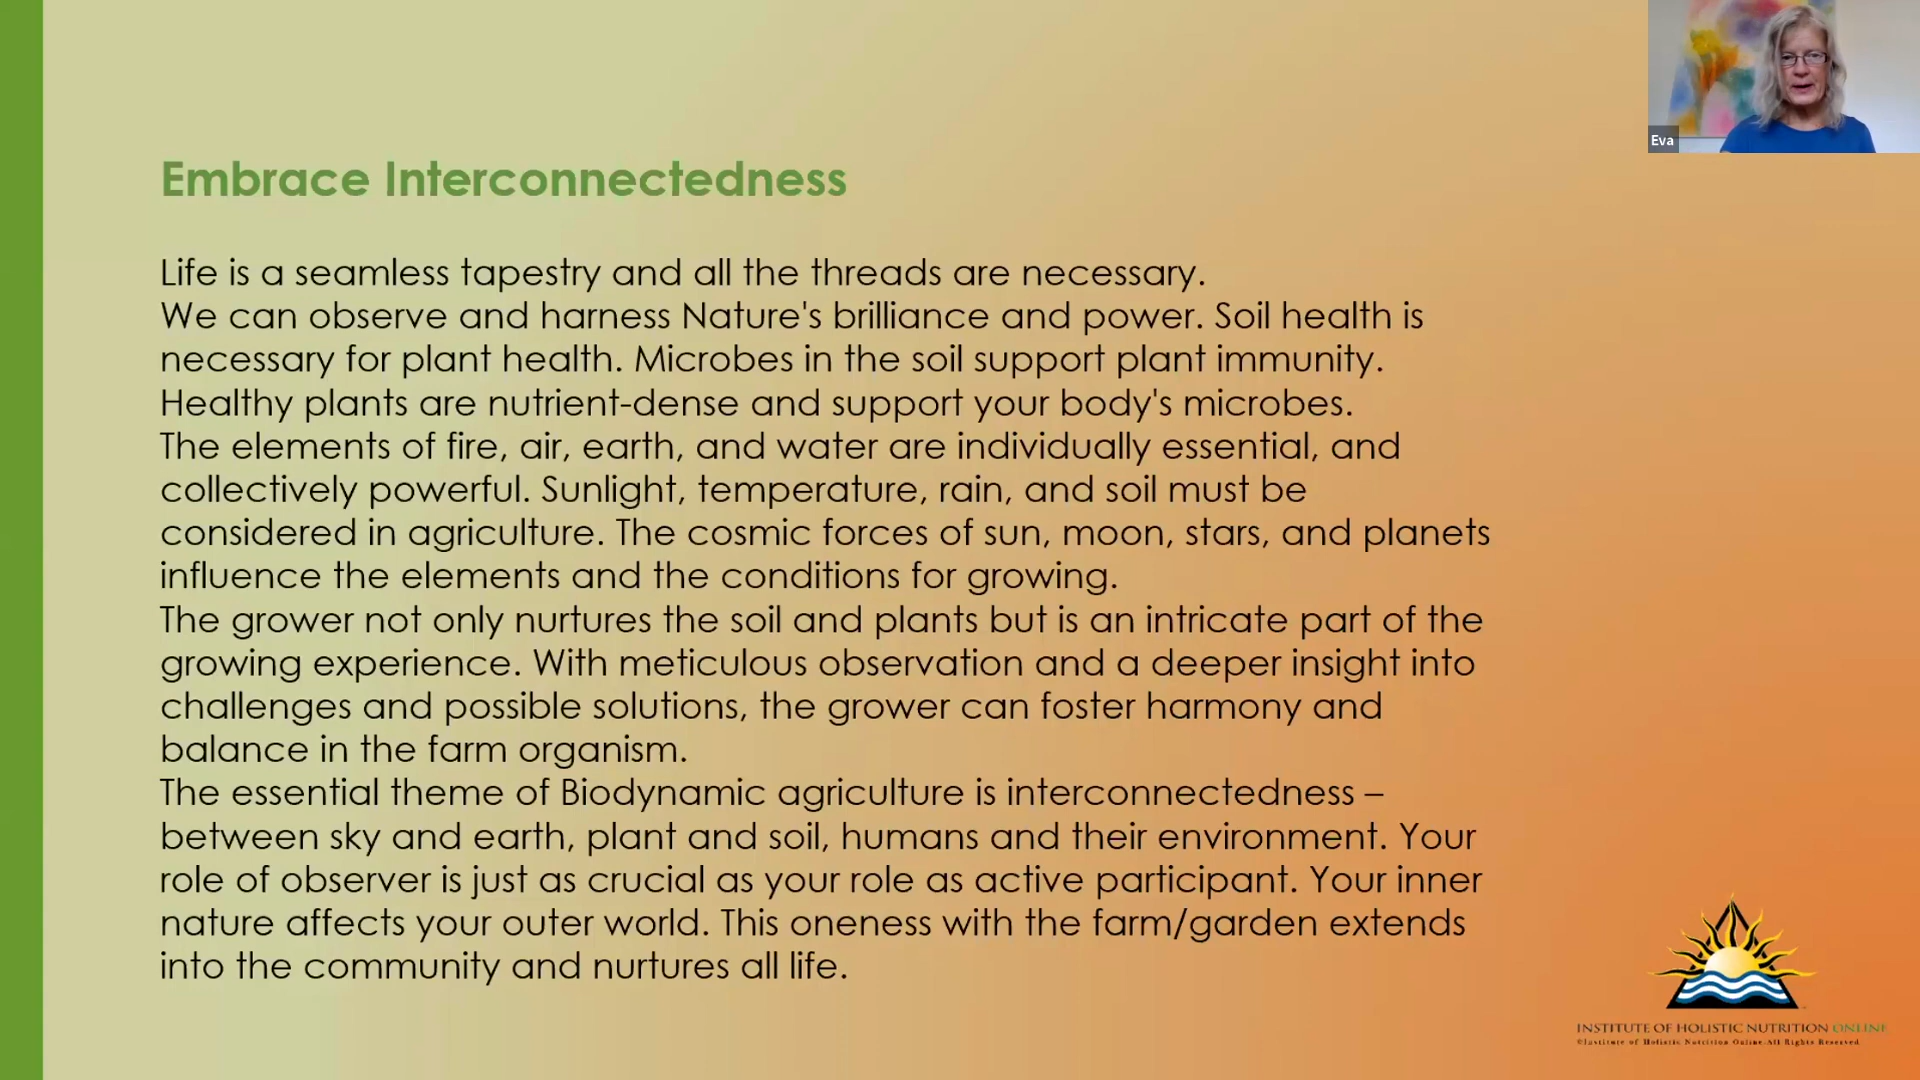 Eva
Embrace Interconnectedness
Life is a seamless tapestry and all the threads are necessary.
We can observe and harness Nature's brilliance and power. Soil health is
necessary for plant health. Microbes in the soil support plant immunity.
Healthy plants are nutrient-dense and support your body's microbes.
The elements of fire, air, earth, and water are individually essential, and
collectively powerful. Sunlight, temperature, rain, and soil must be
considered in agriculture. The cosmic forces of sun, moon, stars, and planets
influence the elements and the conditions for growing.
The grower not only nurtures the soil and plants but is an intricate part of the
growing experience. With meticulous observation and a deeper insight into
challenges and possible solutions, the grower can foster harmony and
balance in the farm organism.
The essential theme of Biodynamic agriculture is interconnectedness –
between sky and earth, plant and soil, humans and their environment. Your
role of observer is just as crucial as your role as active participant. Your inner
nature affects your outer world. This oneness with the farm/garden extends
into the community and nurtures all life.
INSTITUTE OF HOLISTIC NUTRITION ONLINE
©Institute of Holistic Nutrition Online-All Rights Reserved